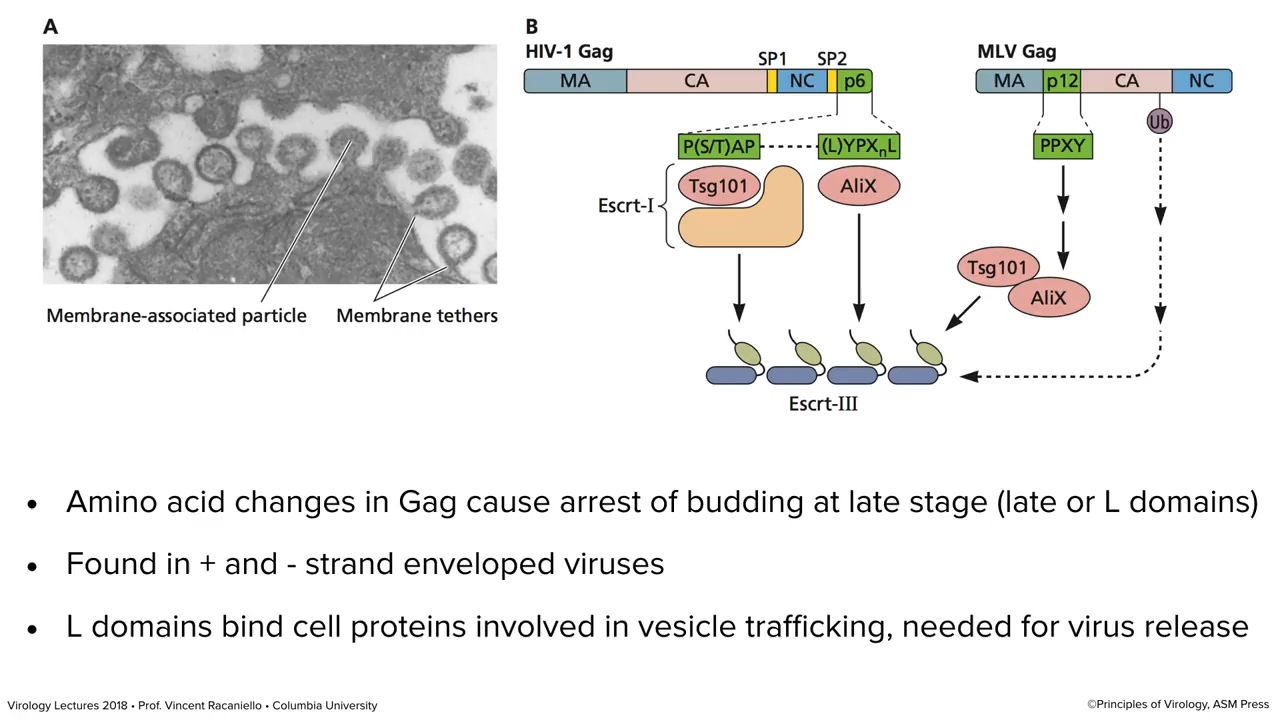 A
B
HIV-1 Gag
MLV Gag
SP1
SP2
MA
CA
NC
p6
MA
p12
CA
NC
Ub
P(S/T)AP
(L)YPXnL
PPXY
Tsg101
AliX
Escrt-I
Tsg101
AliX
Membrane-associated particle
Membrane tethers
Escrt-III
• Amino acid changes in Gag cause arrest of budding at late stage (late or L domains)
• Found in + and - strand enveloped viruses
• L domains bind cell proteins involved in vesicle trafficking, needed for virus release
Virology Lectures 2018 • Prof. Vincent Racaniello • Columbia University
©Principles of Virology, ASM Press